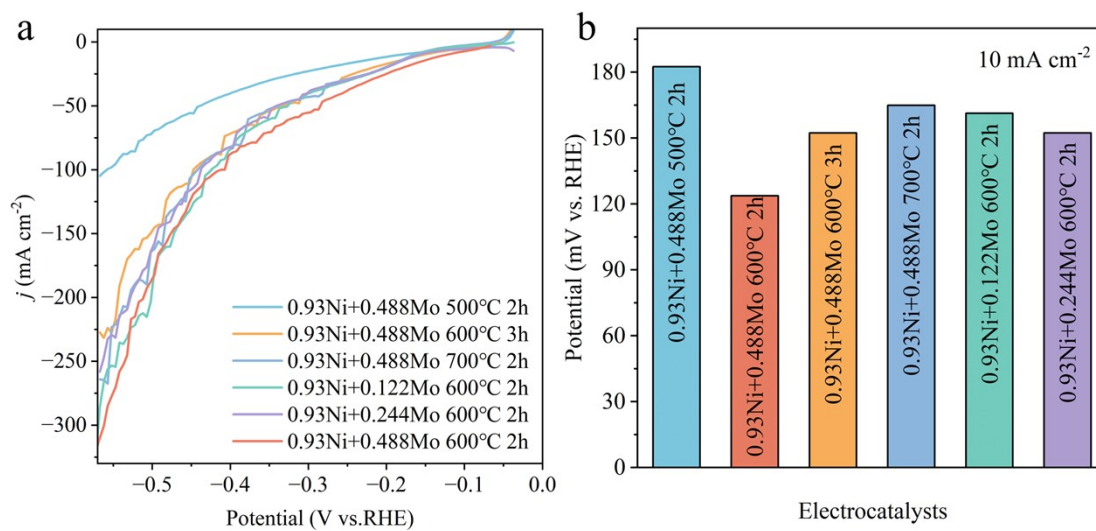 a
0
−50
−100
−150
−200
−250
−300
j (mA cm-2)
0.93Ni+0.488Mo 500℃ 2h
0.93Ni+0.488Mo 600℃ 3h
0.93Ni+0.488Mo 700℃ 2h
0.93Ni+0.122Mo 600℃ 2h
0.93Ni+0.244Mo 600℃ 2h
0.93Ni+0.488Mo 600℃ 2h
−0.5 −0.4 −0.3 −0.2 −0.1 0.0
Potential (V vs.RHE)
b
10 mA cm-2
180
150
120
90
60
30
0
Potential (mV vs. RHE)
0.93Ni+0.488Mo 500℃ 2h
0.93Ni+0.488Mo 600℃ 2h
0.93Ni+0.488Mo 600℃ 3h
0.93Ni+0.488Mo 700℃ 2h
0.93Ni+0.122Mo 600℃ 2h
0.93Ni+0.244Mo 600℃ 2h
Electrocatalysts